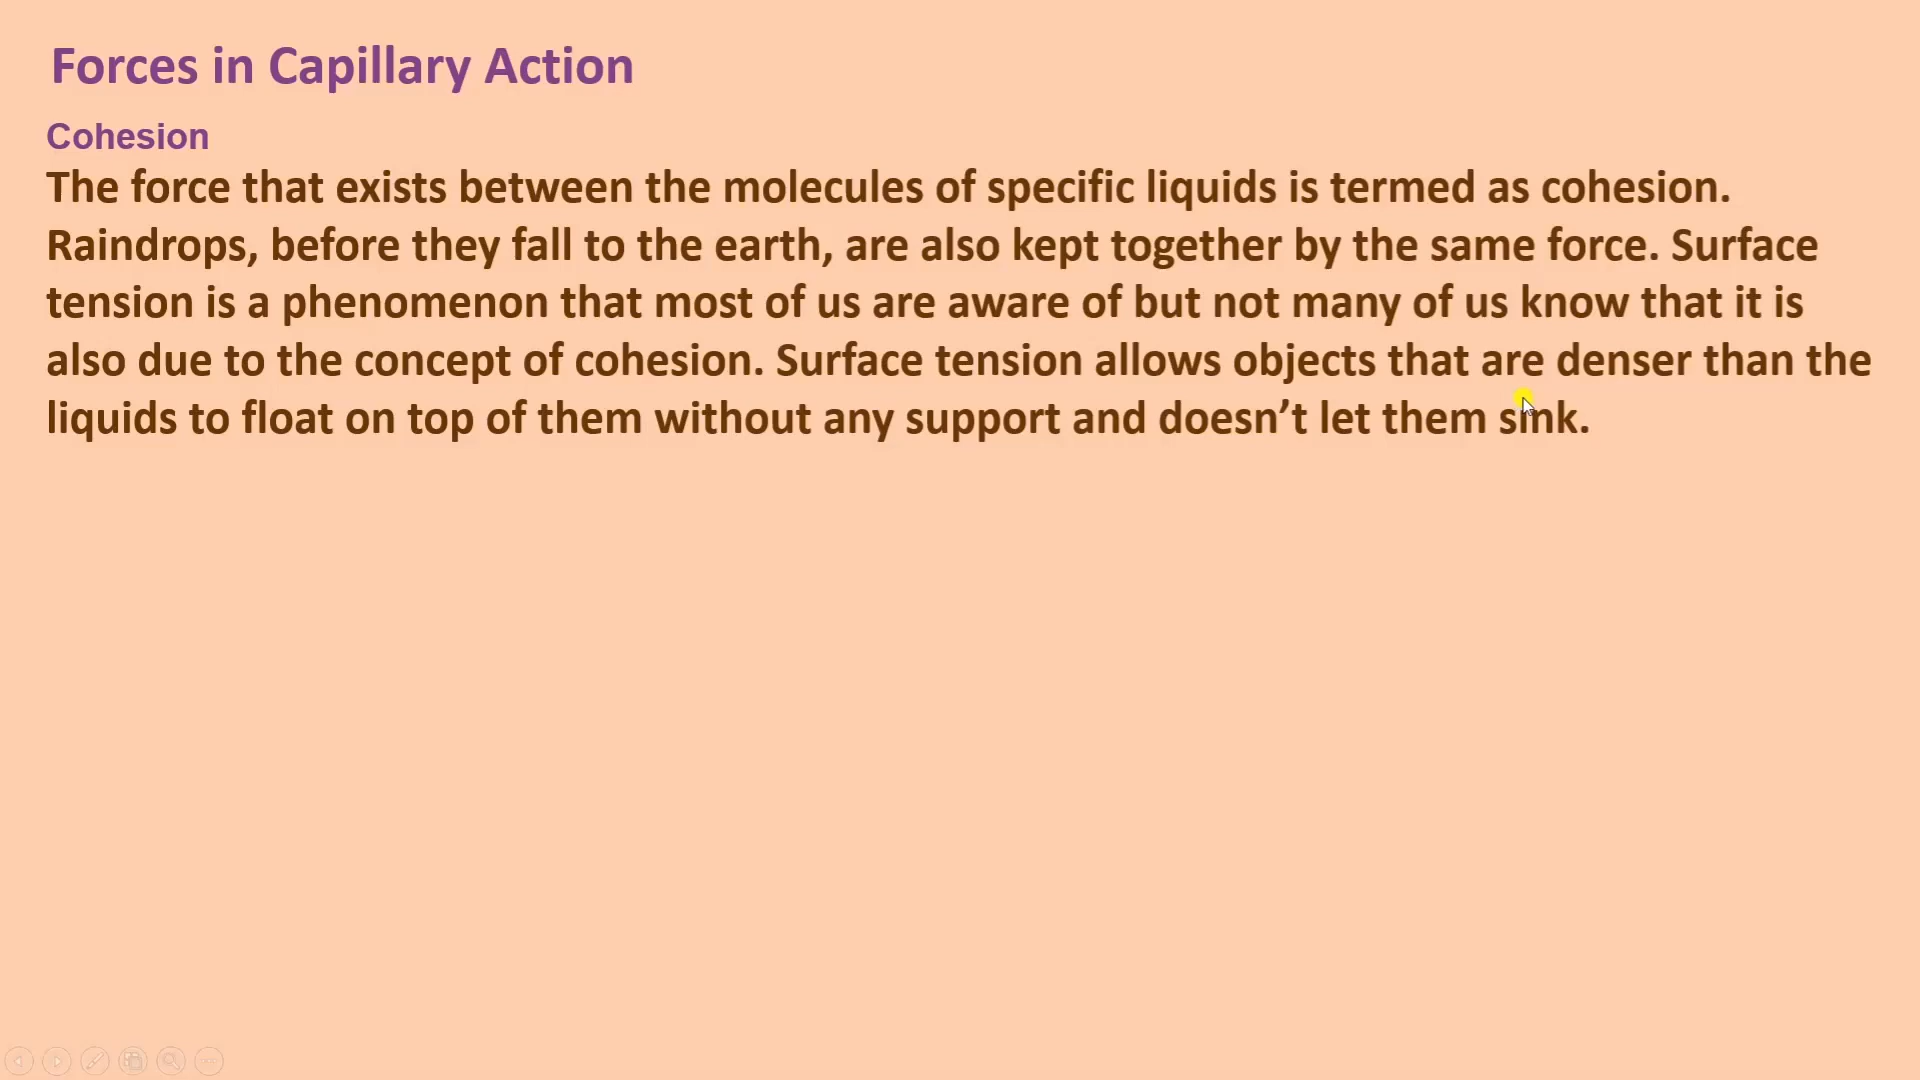 Forces in Capillary Action
Cohesion
The force that exists between the molecules of specific liquids is termed as cohesion.
Raindrops, before they fall to the earth, are also kept together by the same force. Surface
tension is a phenomenon that most of us are aware of but not many of us know that it is
also due to the concept of cohesion. Surface tension allows objects that are denser than the
liquids to float on top of them without any support and doesn’t let them sink.